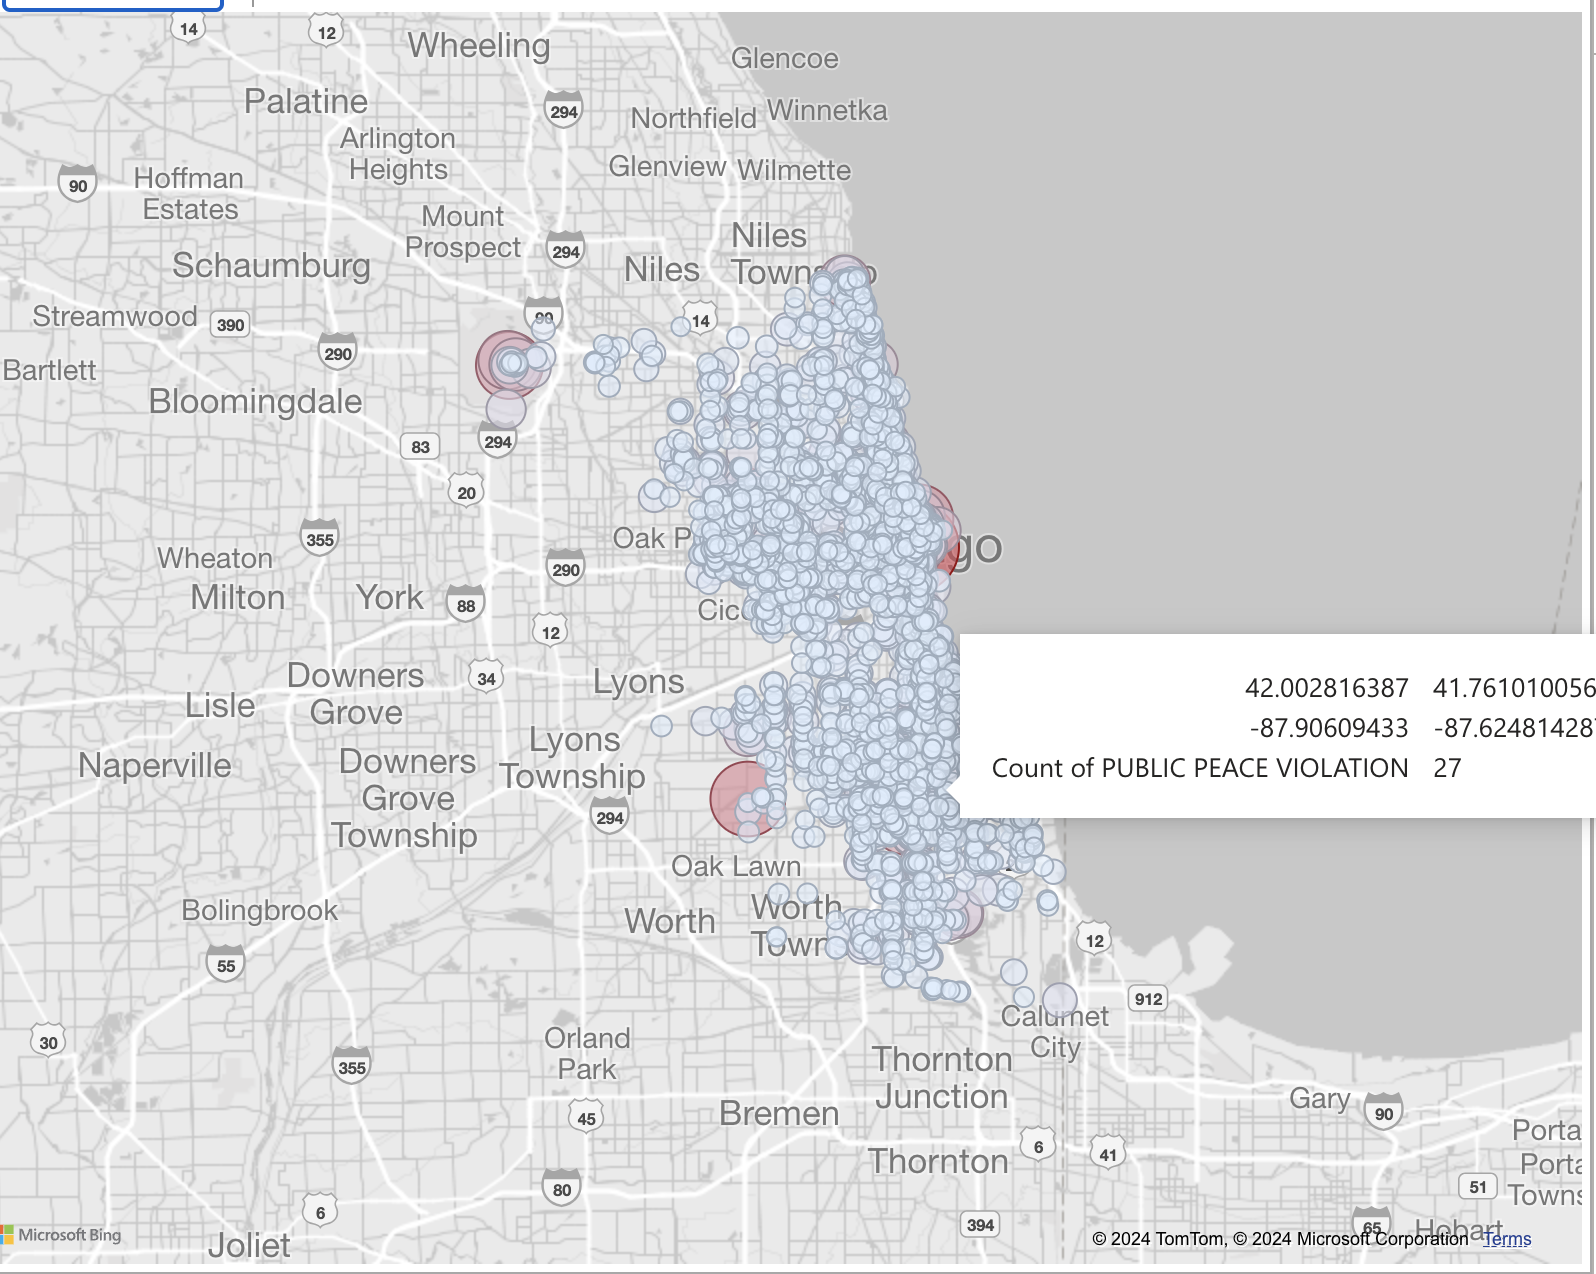 14
12
Wheeling
Glencoe
Palatine
294
Northfield
Winnetka
Arlington
Heights
Glenview
Wilmette
90
Hoffman
Estates
Mount
Prospect
Niles
294
Schaumburg
Niles
Streamwood
390
90
14
290
Bartlett
Bloomingdale
83
294
20
355
Oak P
go
Wheaton
290
Milton
York
88
Cic
12
Downers
Grove
34
Lyons
42.002816387 41.761010056
Lisle
-87.90609433 -87.62481428
Lyons
Township
Naperville
Downers
Grove
Township
Count of PUBLIC PEACE VIOLATION 27
294
Oak Lawn
Bolingbrook
Worth
Worth
Town
55
12
912
Calumet
City
30
Orland
Park
355
Thornton
Junction
Gary
90
45
Bremen
Porta
6
41
Thornton
Porta
Towns
80
51
6
394
65
Hobart
Microsoft Bing
Joliet
© 2024 TomTom, © 2024 Microsoft Corporation Terms